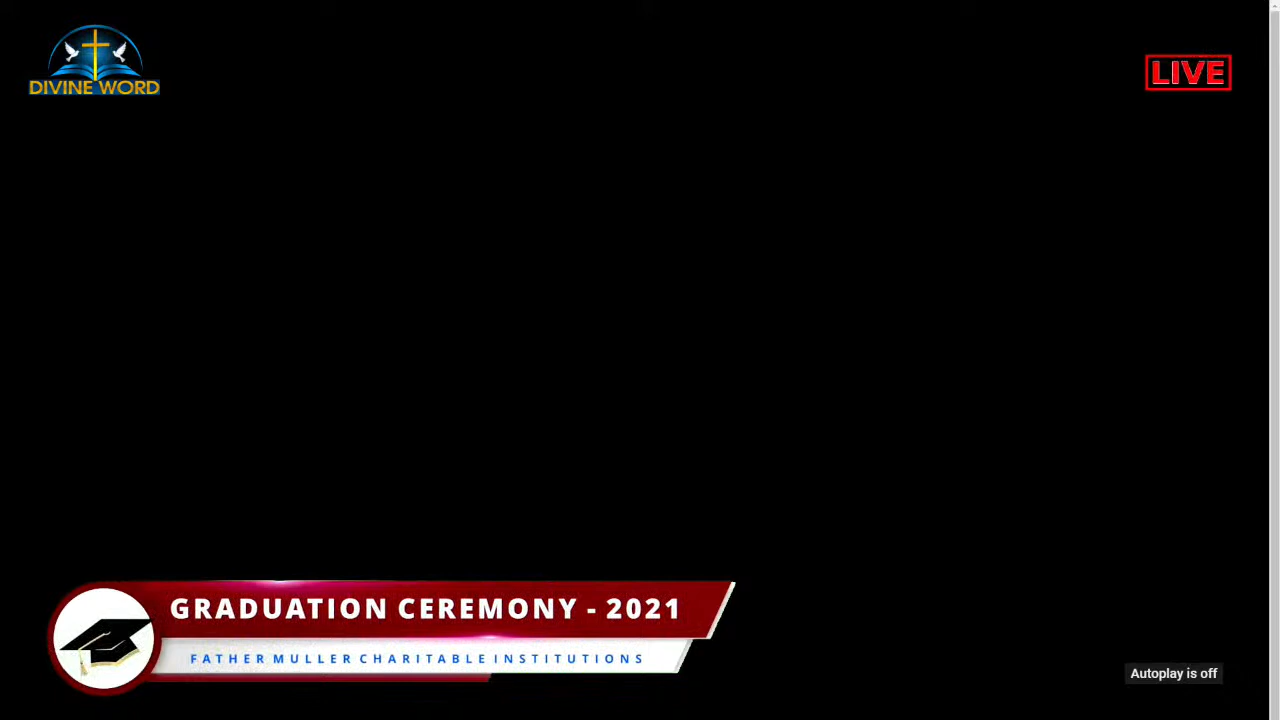 DIVINE WORD
LIVE
GRADUATION CEREMONY - 2021
FATHER MULLER CHARITABLE INSTITUTIONS
Autoplay is off